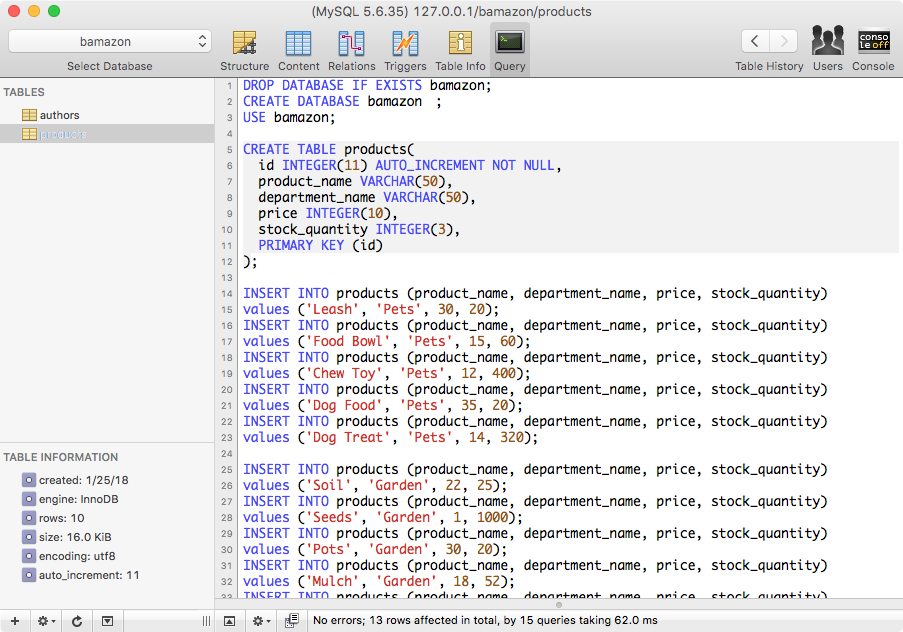 (MySQL 5.6.35) 127.0.0.1/bamazon/products
bamazon
Select Database
Structure
Content
Relations
Triggers
Table Info
Query
Table History
Users
Console
conso
le off
TABLES
authors
products
TABLE INFORMATION
created: 1/25/18
engine: InnoDB
rows: 10
size: 16.0 KiB
encoding: utf8
auto_increment: 11
1 DROP DATABASE IF EXISTS bamazon;
2 CREATE DATABASE bamazon  ;
3 USE bamazon;
4
5 CREATE TABLE products(
6   id INTEGER(11) AUTO_INCREMENT NOT NULL,
7   product_name VARCHAR(50),
8   department_name VARCHAR(50),
9   price INTEGER(10),
10   stock_quantity INTEGER(3),
11   PRIMARY KEY (id)
12 );
13
14 INSERT INTO products (product_name, department_name, price, stock_quantity)
15 values ('Leash', 'Pets', 30, 20);
16 INSERT INTO products (product_name, department_name, price, stock_quantity)
17 values ('Food Bowl', 'Pets', 15, 60);
18 INSERT INTO products (product_name, department_name, price, stock_quantity)
19 values ('Chew Toy', 'Pets', 12, 400);
20 INSERT INTO products (product_name, department_name, price, stock_quantity)
21 values ('Dog Food', 'Pets', 35, 20);
22 INSERT INTO products (product_name, department_name, price, stock_quantity)
23 values ('Dog Treat', 'Pets', 14, 320);
24
25 INSERT INTO products (product_name, department_name, price, stock_quantity)
26 values ('Soil', 'Garden', 22, 25);
27 INSERT INTO products (product_name, department_name, price, stock_quantity)
28 values ('Seeds', 'Garden', 1, 1000);
29 INSERT INTO products (product_name, department_name, price, stock_quantity)
30 values ('Pots', 'Garden', 30, 20);
31 INSERT INTO products (product_name, department_name, price, stock_quantity)
32 values ('Mulch', 'Garden', 18, 52);
INSERT INTO products (product_name, department_name, price, stock_quantity)
No errors; 13 rows affected in total, by 15 queries taking 62.0 ms